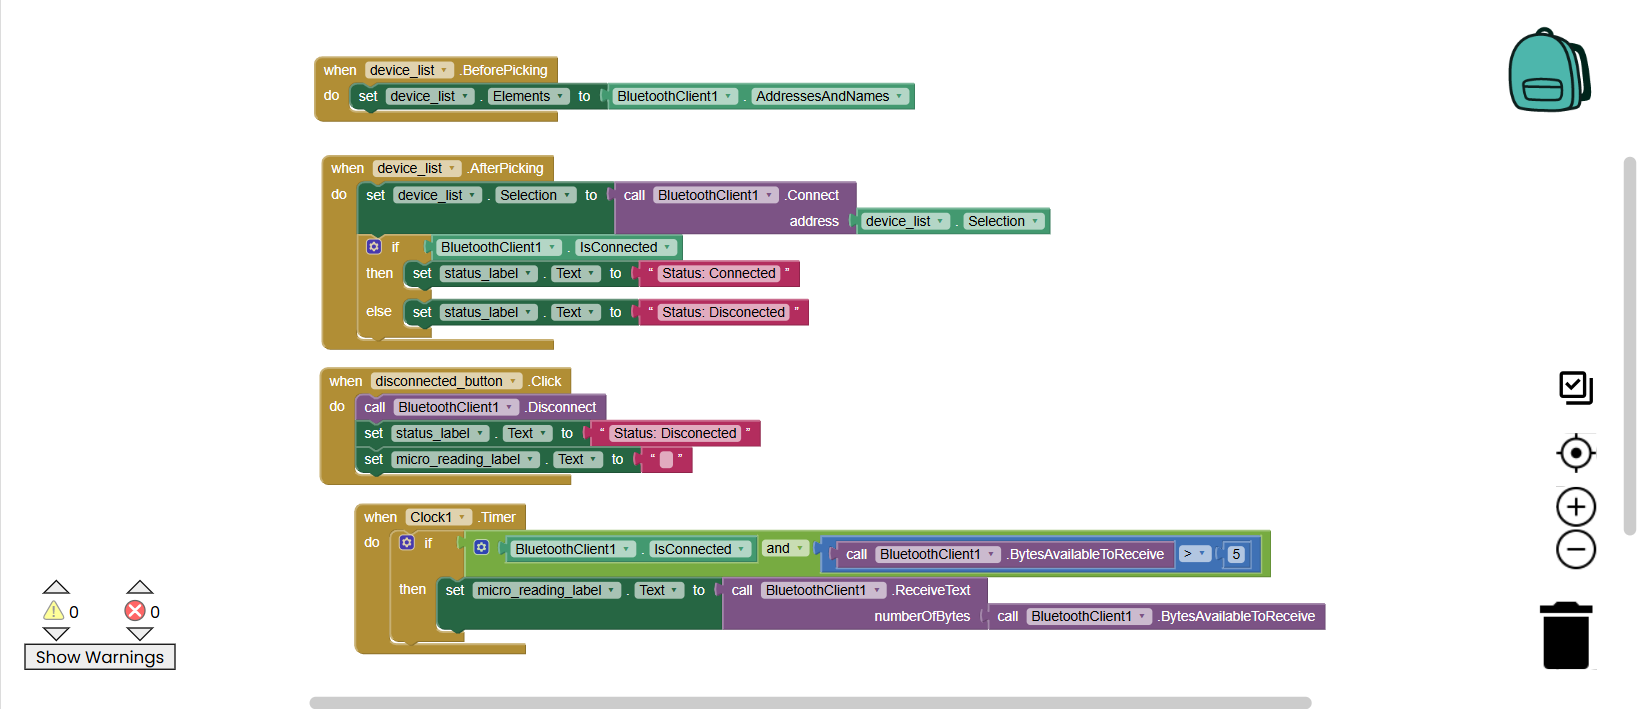 when device_list .BeforePicking
do set device_list . Elements to BluetoothClient1 . AddressesAndNames
when device_list .AfterPicking
do set device_list . Selection to call BluetoothClient1 .Connect
address device_list . Selection
if BluetoothClient1 . IsConnected
then set status_label . Text to “ Status: Connected ”
else set status_label . Text to “ Status: Disconected ”
when disconnected_button .Click
do call BluetoothClient1 .Disconnect
set status_label . Text to “ Status: Disconected ”
set micro_reading_label . Text to “ ”
when Clock1 .Timer
do if BluetoothClient1 . IsConnected and call BluetoothClient1 .BytesAvailableToReceive > 5
then set micro_reading_label . Text to call BluetoothClient1 .ReceiveText
numberOfBytes call BluetoothClient1 .BytesAvailableToReceive
0 0
Show Warnings